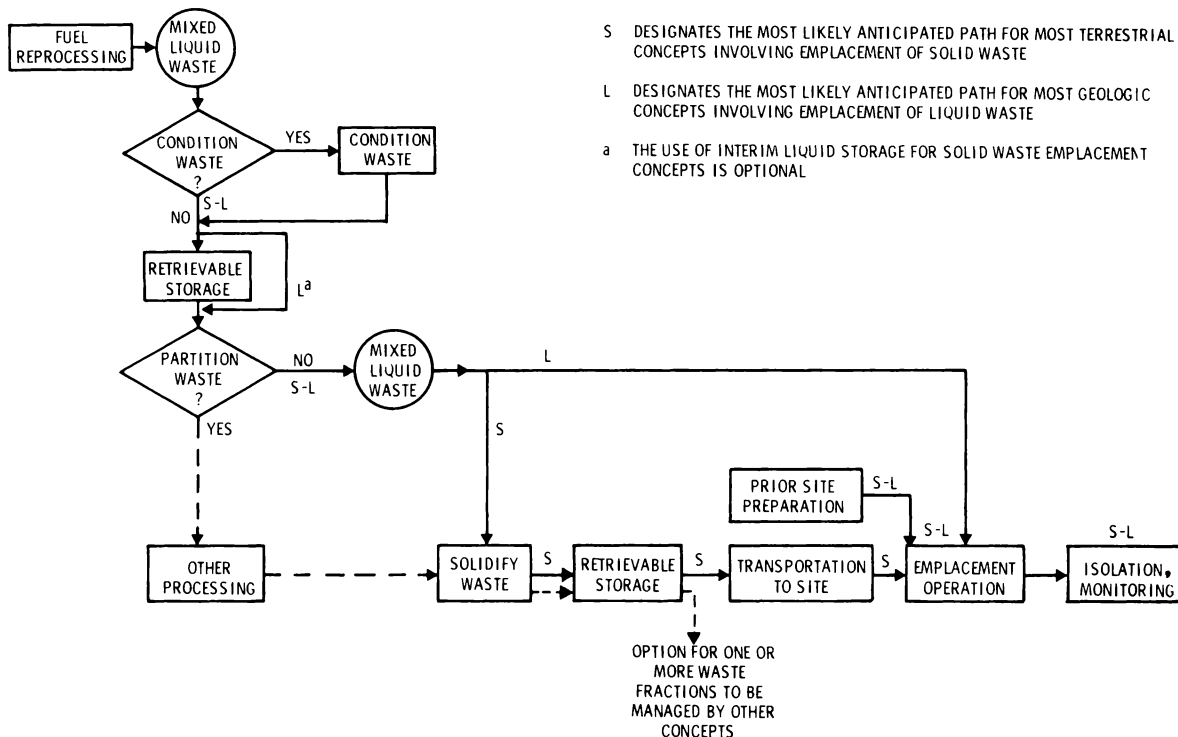 FUEL
REPROCESSING
MIXED
LIQUID
WASTE
S DESIGNATES THE MOST LIKELY ANTICIPATED PATH FOR MOST TERRESTRIAL
CONCEPTS INVOLVING EMPLACEMENT OF SOLID WASTE
L DESIGNATES THE MOST LIKELY ANTICIPATED PATH FOR MOST GEOLOGIC
CONCEPTS INVOLVING EMPLACEMENT OF LIQUID WASTE
a THE USE OF INTERIM LIQUID STORAGE FOR SOLID WASTE EMPLACEMENT
CONCEPTS IS OPTIONAL
CONDITION
WASTE
?
YES
CONDITION
WASTE
S-L
NO
RETRIEVABLE
STORAGE
La
PARTITION
WASTE
?
NO
S-L
MIXED
LIQUID
WASTE
L
YES
S
PRIOR SITE
PREPARATION
S-L
S-L
S-L
OTHER
PROCESSING
SOLIDIFY
WASTE
S
RETRIEVABLE
STORAGE
S
TRANSPORTATION
TO SITE
S
EMPLACEMENT
OPERATION
ISOLATION,
MONITORING
OPTION FOR ONE OR
MORE WASTE
FRACTIONS TO BE
MANAGED BY OTHER
CONCEPTS